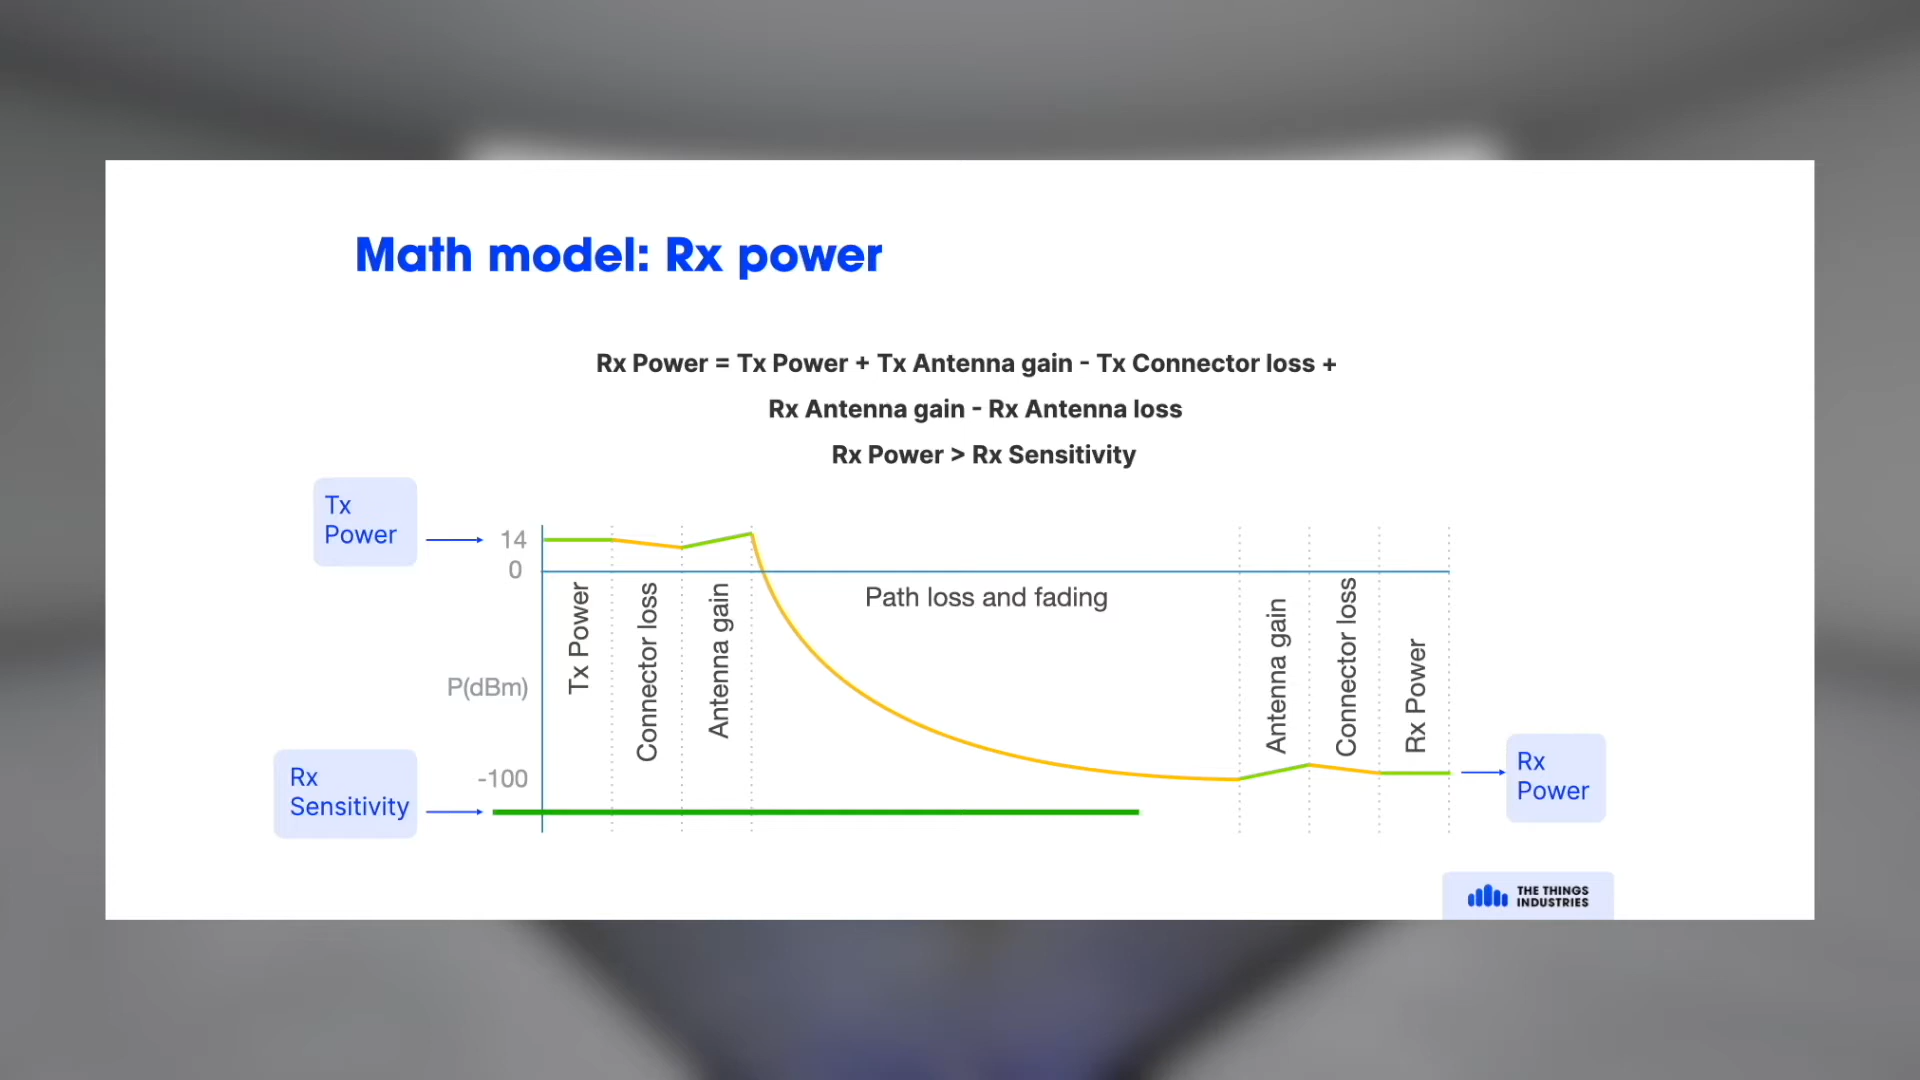 Math model: Rx power
Rx Power = Tx Power + Tx Antenna gain - Tx Connector loss +
Rx Antenna gain - Rx Antenna loss
Rx Power > Rx Sensitivity
Tx
Power
14
0
P(dBm)
-100
Rx
Sensitivity
Tx Power
Connector loss
Antenna gain
Path loss and fading
Antenna gain
Connector loss
Rx Power
Rx
Power
THE THINGS
INDUSTRIES